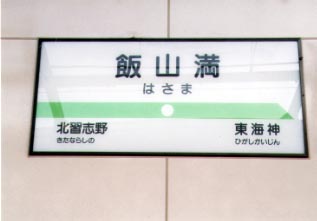 飯山満
はさま
北習志野
きたならしの
東海神
ひがしかいじん